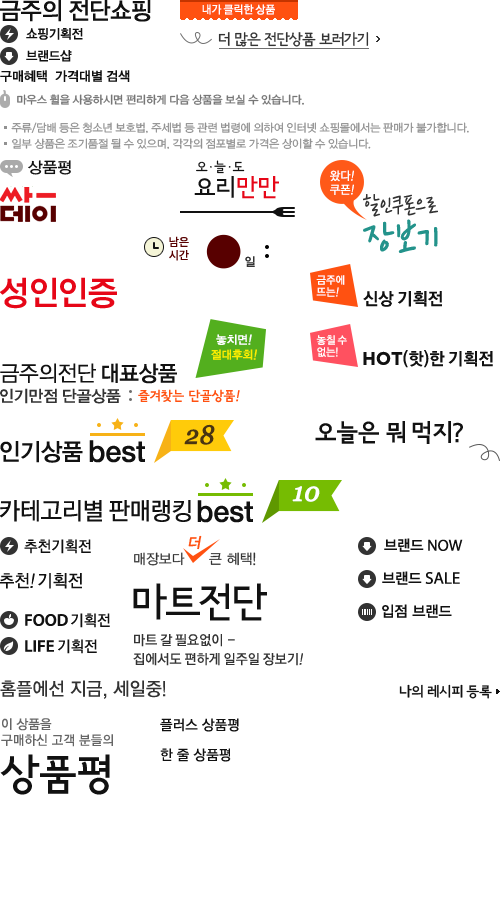 금주의 전단쇼핑
내가 클릭한 상품
쇼핑기획전
더 많은 전단상품 보러가기
브랜드샵
구매혜택 가격대별 검색
마우스 휠을 사용하시면 편리하게 다음 상품을 보실 수 있습니다.
주류/담배 등은 청소년 보호법, 주세법 등 관련 법령에 의하여 인터넷 쇼핑몰에서는 판매가 불가합니다.
일부 상품은 조기품절 될 수 있으며, 각각의 점포별로 가격은 상이할 수 있습니다.
상품평
오·늘·도
요리만만
왔다!
쿠폰!
할인쿠폰으로
장보기
싸—
데이
남은
시간
일 :
성인인증
금주에
뜨는!
신상 기획전
놓치면!
절대후회!
놓칠 수
없는!
HOT(핫)한 기획전
금주의전단 대표상품
인기만점 단골상품 : 즐겨찾는 단골상품!
인기상품 best
28
오늘은 뭐 먹지?
카테고리별 판매랭킹 best
10
추천기획전
매장보다 더 큰 혜택!
브랜드 NOW
추천! 기획전
마트전단
브랜드 SALE
FOOD 기획전
입점 브랜드
LIFE 기획전
마트 갈 필요없이 –
집에서도 편하게 일주일 장보기!
홈플에선 지금, 세일중!
나의 레시피 등록
이 상품을
구매하신 고객 분들의
상품평
플러스 상품평
한 줄 상품평